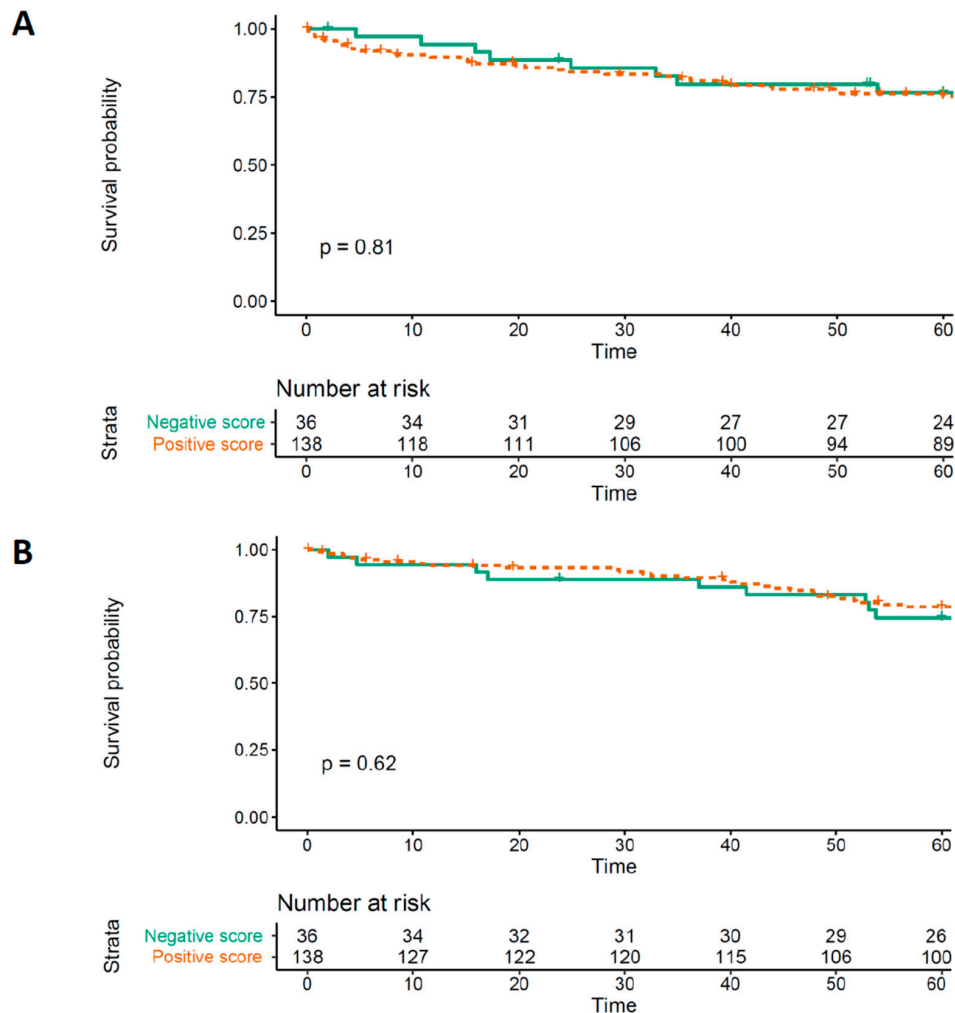 A
Survival probability
1.00
0.75
0.50
0.25
0.00
p = 0.81
0 10 20 30 40 50 60
Time
Number at risk
Strata
Negative score 36 34 31 29 27 27 24
Positive score 138 118 111 106 100 94 89
0 10 20 30 40 50 60
Time
B
Survival probability
1.00
0.75
0.50
0.25
0.00
p = 0.62
0 10 20 30 40 50 60
Time
Number at risk
Strata
Negative score 36 34 32 31 30 29 26
Positive score 138 127 122 120 115 106 100
0 10 20 30 40 50 60
Time